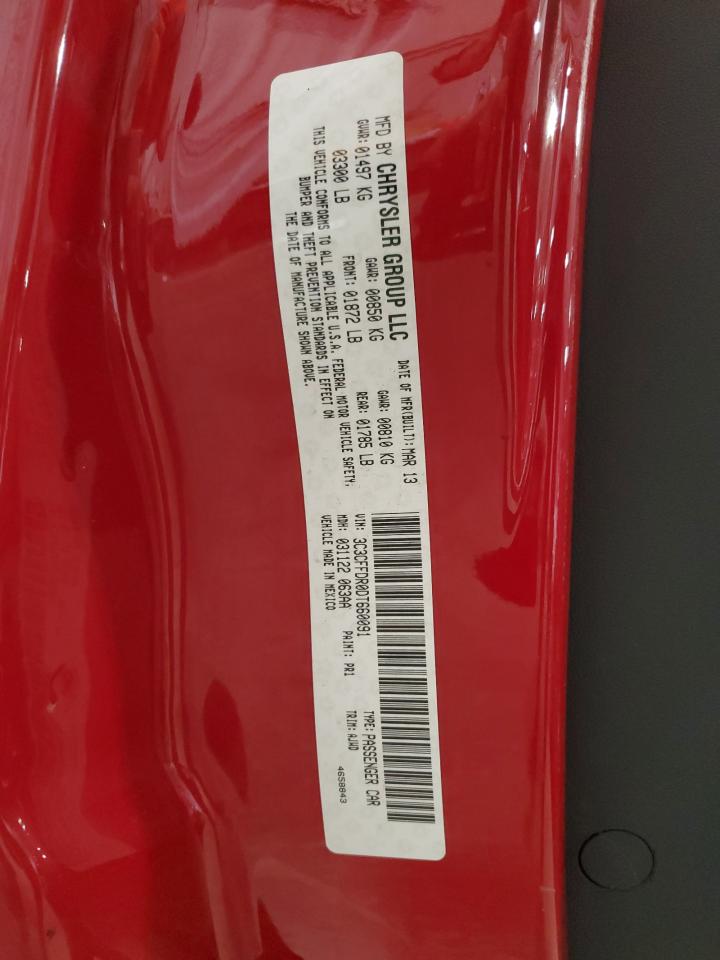 MFD BY CHRYSLER GROUP LLC DATE OF MFR(BUILT): MAR 13
GVWR: 01497 KG GAWR: 00850 KG GAWR: 00810 KG
03300 LB FRONT: 01872 LB REAR: 01785 LB
THIS VEHICLE CONFORMS TO ALL APPLICABLE U.S.A. FEDERAL MOTOR VEHICLE SAFETY,
BUMPER AND THEFT PREVENTION STANDARDS IN EFFECT ON
THE DATE OF MANUFACTURE SHOWN ABOVE.
VIN: 3C3CFFDR0DT660091 TYPE: PASSENGER CAR
MDH: 031122 063AA PAINT: PR1 TRIM: AJWD
VEHICLE MADE IN MEXICO 4658843